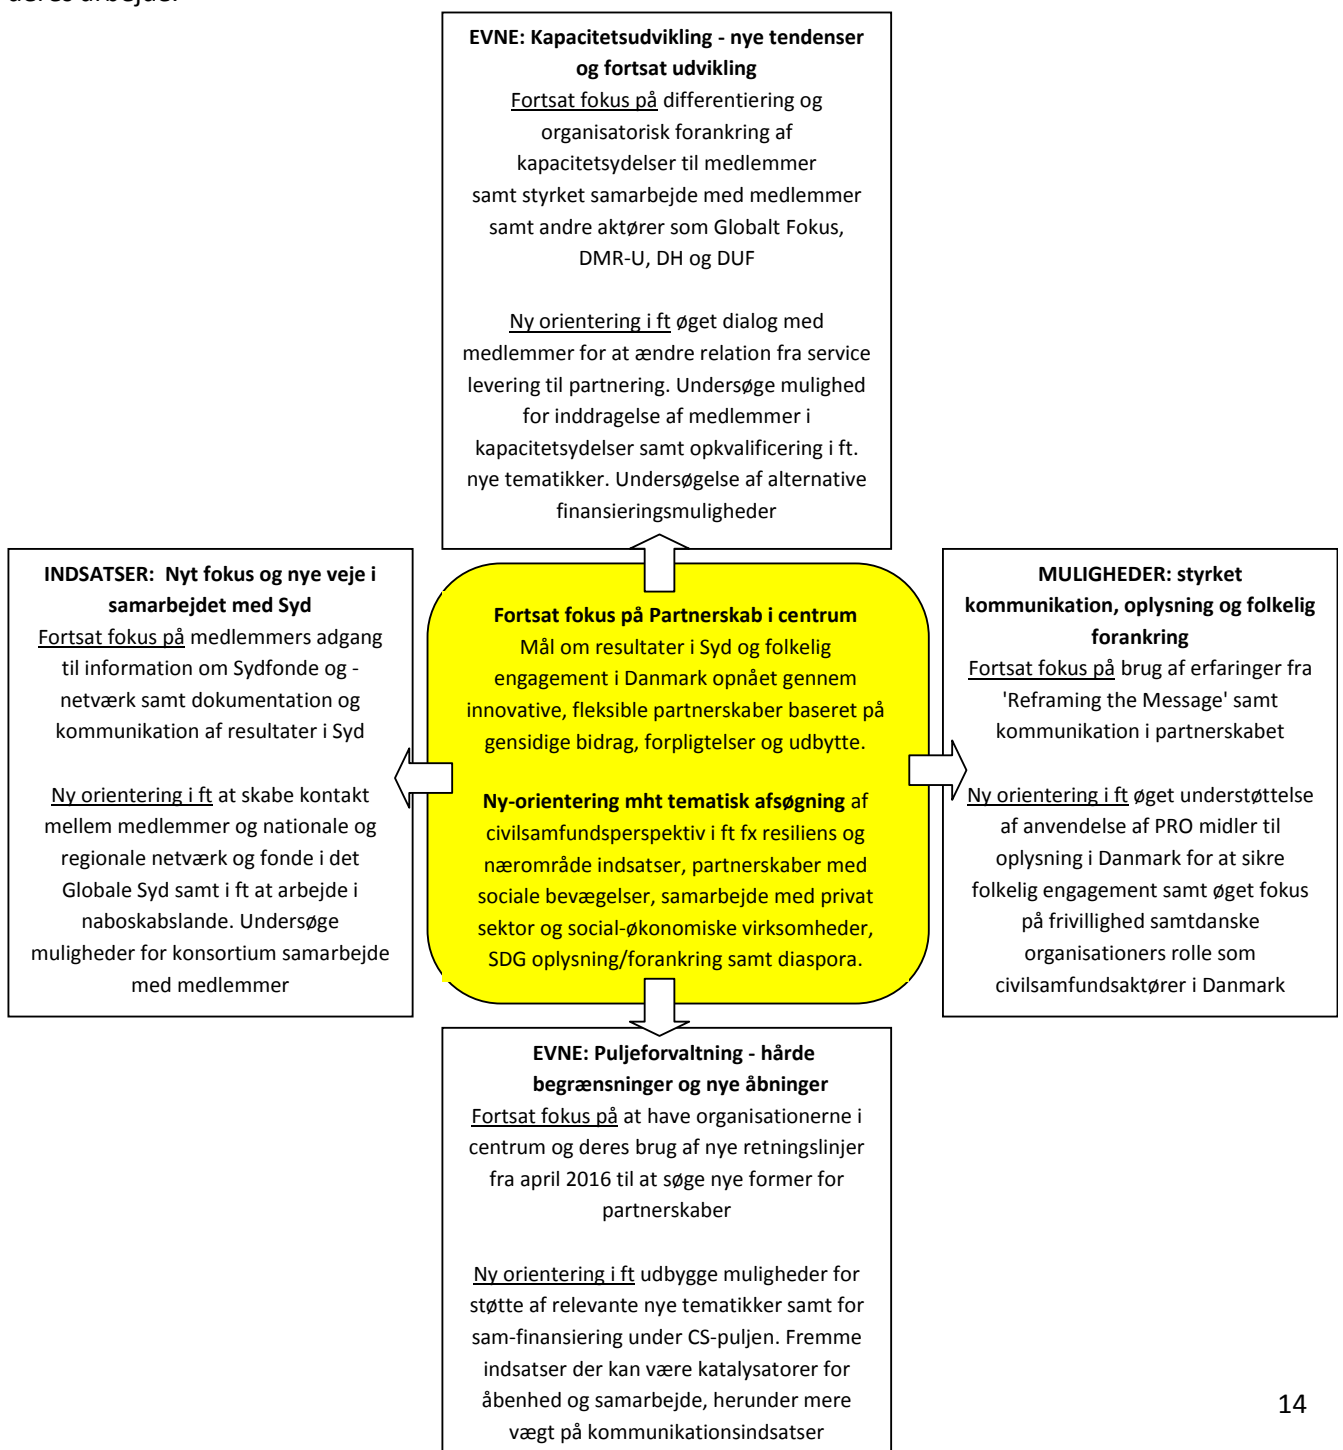 EVNE: Kapacitetsudvikling - nye tendenser
og fortsat udvikling
Fortsat fokus på differentiering og
organisatorisk forankring af
kapacitetsydelser til medlemmer
samt styrket samarbejde med medlemmer
samt andre aktører som Globalt Fokus,
DMR-U, DH og DUF
Ny orientering i ft øget dialog med
medlemmer for at ændre relation fra service
levering til partnering. Undersøge mulighed
for inddragelse af medlemmer i
kapacitetsydelser samt opkvalificering i ft.
nye tematikker. Undersøgelse af alternative
finansieringsmuligheder
INDSATSER: Nyt fokus og nye veje i
samarbejdet med Syd
Fortsat fokus på medlemmers adgang
til information om Sydfonde og -
netværk samt dokumentation og
kommunikation af resultater i Syd
Ny orientering i ft at skabe kontakt
mellem medlemmer og nationale og
regionale netværk og fonde i det
Globale Syd samt i ft at arbejde i
naboskabslande. Undersøge
muligheder for konsortium samarbejde
med medlemmer
Fortsat fokus på Partnerskab i centrum
Mål om resultater i Syd og folkelig
engagement i Danmark opnået gennem
innovative, fleksible partnerskaber baseret på
gensidige bidrag, forpligtelser og udbytte.
Ny-orientering mht tematisk afsøgning af
civilsamfundsperspektiv i ft fx resiliens og
nærområde indsatser, partnerskaber med
sociale bevægelser, samarbejde med privat
sektor og social-økonomiske virksomheder,
SDG oplysning/forankring samt diaspora.
MULIGHEDER: styrket
kommunikation, oplysning og folkelig
forankring
Fortsat fokus på brug af erfaringer fra
'Reframing the Message' samt
kommunikation i partnerskabet
Ny orientering i ft øget understøttelse
af anvendelse af PRO midler til
oplysning i Danmark for at sikre
folkelig engagement samt øget fokus
på frivillighed samtdanske
organisationers rolle som
civilsamfundsaktører i Danmark
EVNE: Puljeforvaltning - hårde
begrænsninger og nye åbninger
Fortsat fokus på at have organisationerne i
centrum og deres brug af nye retningslinjer
fra april 2016 til at søge nye former for
partnerskaber
Ny orientering i ft udbygge muligheder for
støtte af relevante nye tematikker samt for
sam-finansiering under CS-puljen. Fremme
indsatser der kan være katalysatorer for
åbenhed og samarbejde, herunder mere
vægt på kommunikationsindsatser
14